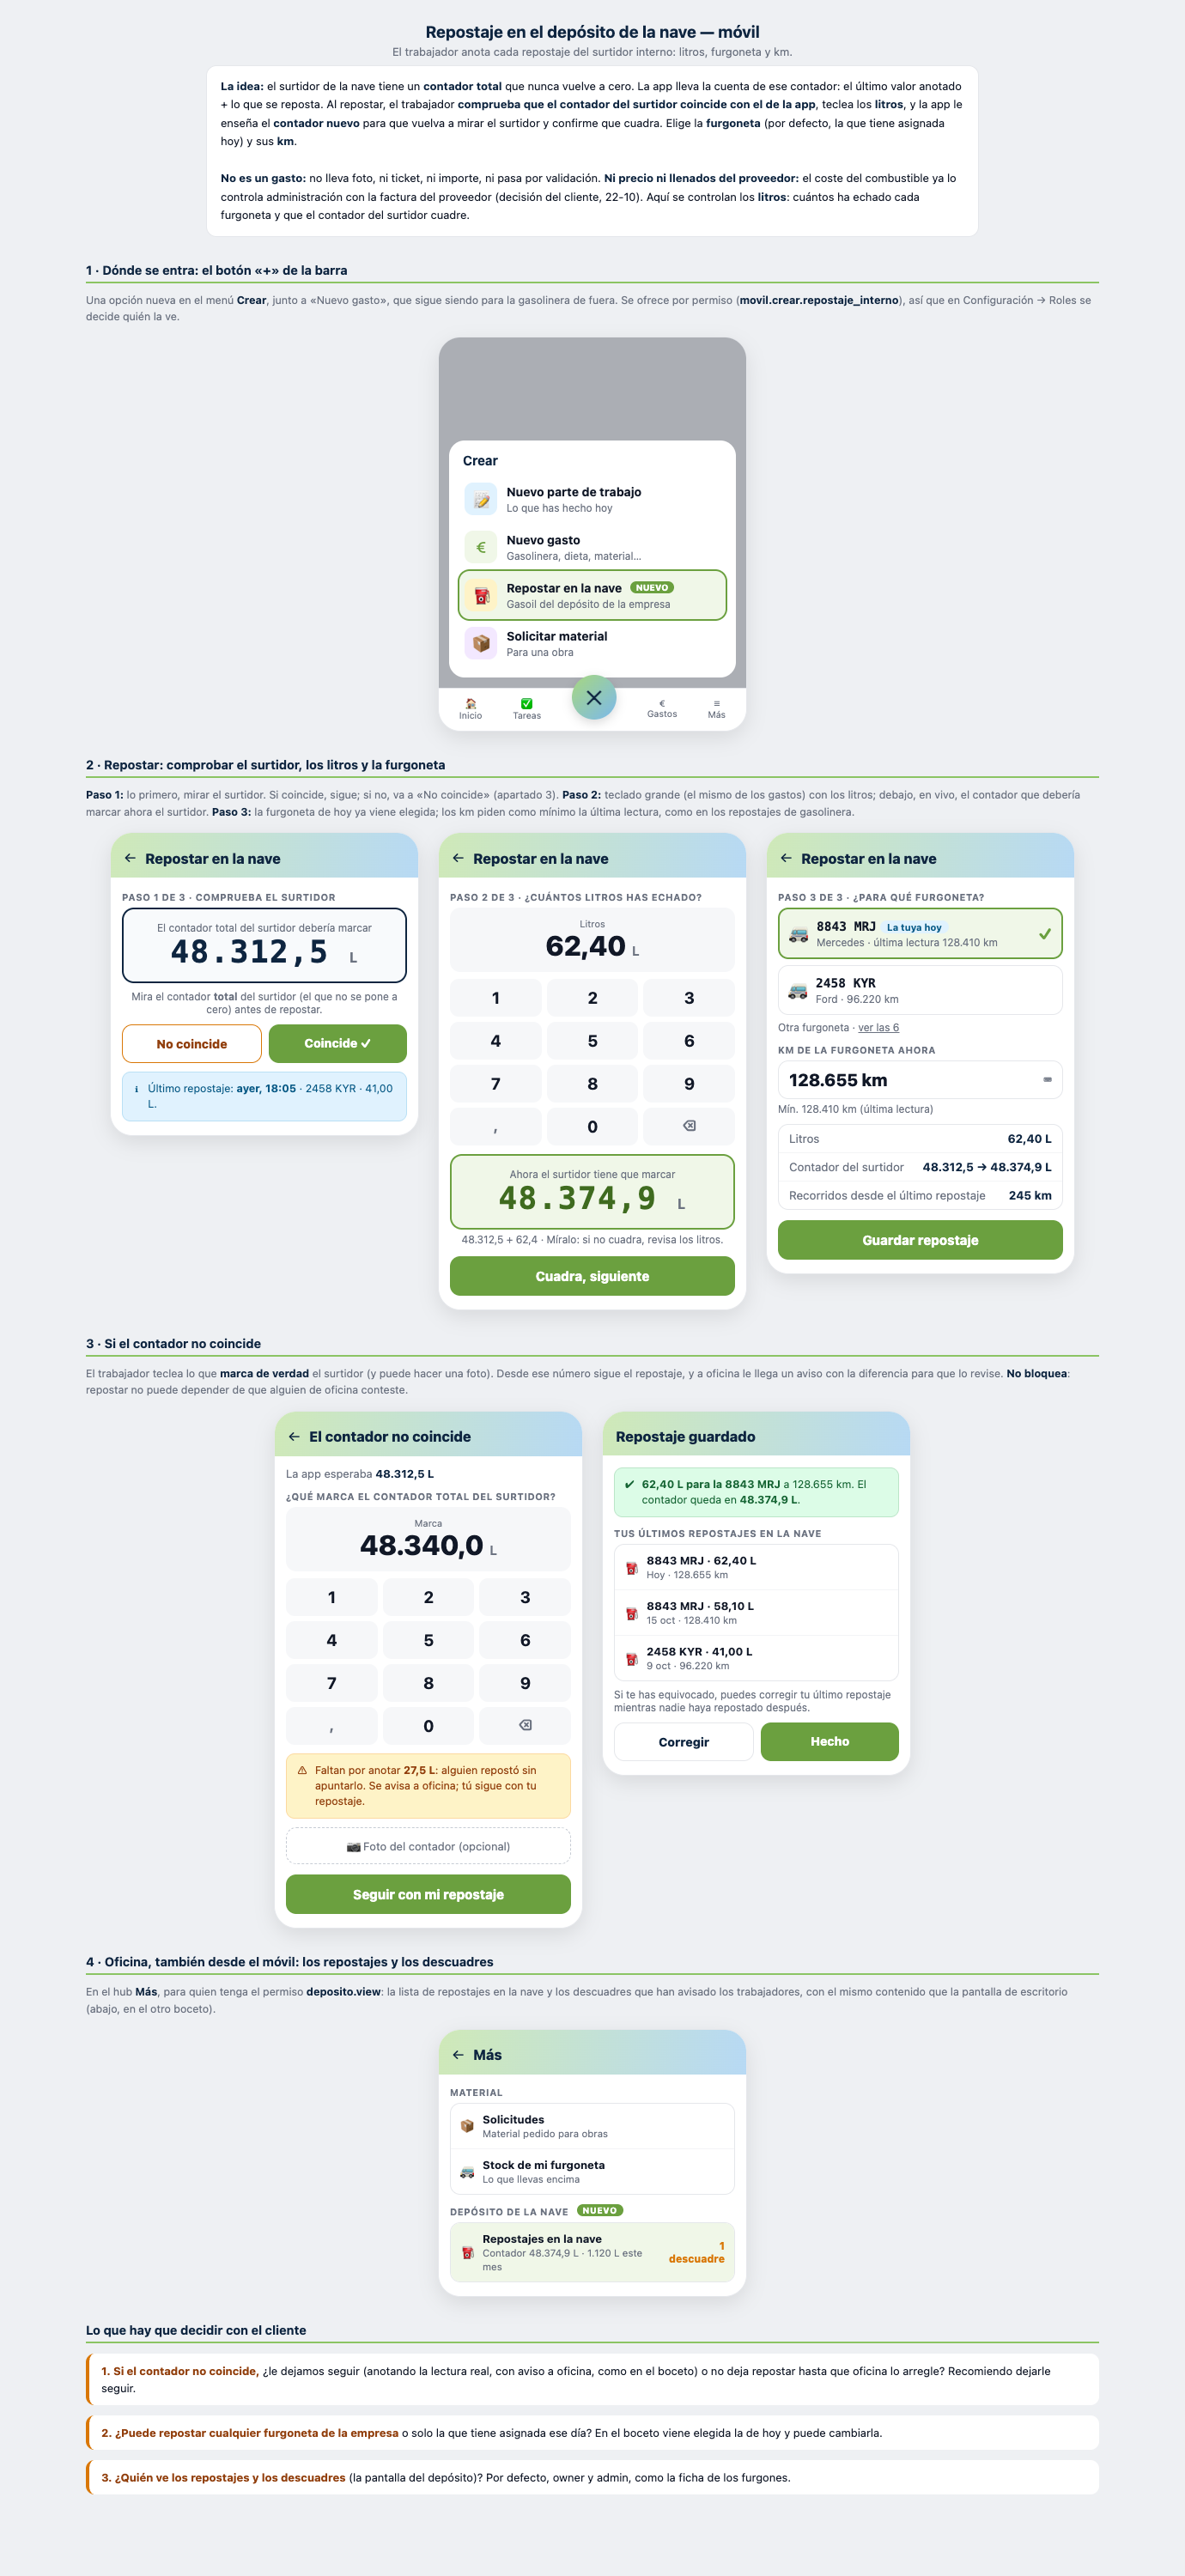 Repostaje en el depósito de la nave — móvil
El trabajador anota cada repostaje del surtidor interno: litros, furgoneta y km.
La idea: el surtidor de la nave tiene un contador total que nunca vuelve a cero. La app lleva la cuenta de ese contador: el último valor anotado
+ lo que se reposta. Al repostar, el trabajador comprueba que el contador del surtidor coincide con el de la app, teclea los litros, y la app le
enseña el contador nuevo para que vuelva a mirar el surtidor y confirme que cuadra. Elige la furgoneta (por defecto, la que tiene asignada
hoy) y sus km.
No es un gasto: no lleva foto, ni ticket, ni importe, ni pasa por validación. Ni precio ni llenados del proveedor: el coste del combustible ya lo
controla administración con la factura del proveedor (decisión del cliente, 22-10). Aquí se controlan los litros: cuántos ha echado cada
furgoneta y que el contador del surtidor cuadre.
1 · Dónde se entra: el botón «+» de la barra
Una opción nueva en el menú Crear, junto a «Nuevo gasto», que sigue siendo para la gasolinera de fuera. Se ofrece por permiso (movil.crear.repostaje_interno), así que en Configuración → Roles se
decide quién la ve.
Crear
Nuevo parte de trabajo
Lo que has hecho hoy
€
Nuevo gasto
Gasolinera, dieta, material...
Repostar en la nave NUEVO
Gasoil del depósito de la empresa
Solicitar material
Para una obra
Inicio
Tareas
€
Gastos
Más
2 · Repostar: comprobar el surtidor, los litros y la furgoneta
Paso 1: lo primero, mirar el surtidor. Si coincide, sigue; si no, va a «No coincide» (apartado 3). Paso 2: teclado grande (el mismo de los gastos) con los litros; debajo, en vivo, el contador que debería
marcar ahora el surtidor. Paso 3: la furgoneta de hoy ya viene elegida; los km piden como mínimo la última lectura, como en los repostajes de gasolinera.
← Repostar en la nave
PASO 1 DE 3 · COMPRUEBA EL SURTIDOR
El contador total del surtidor debería marcar
48.312,5 L
Mira el contador total del surtidor (el que no se pone a
cero) antes de repostar.
No coincide
Coincide ✓
Último repostaje: ayer, 18:05 · 2458 KYR · 41,00
L.
← Repostar en la nave
PASO 2 DE 3 · ¿CUÁNTOS LITROS HAS ECHADO?
Litros
62,40 L
1 2 3
4 5 6
7 8 9
, 0 ⌫
Ahora el surtidor tiene que marcar
48.374,9 L
48.312,5 + 62,4 · Míralo: si no cuadra, revisa los litros.
Cuadra, siguiente
← Repostar en la nave
PASO 3 DE 3 · ¿PARA QUÉ FURGONETA?
8843 MRJ La tuya hoy
Mercedes · última lectura 128.410 km
2458 KYR
Ford · 96.220 km
Otra furgoneta · ver las 6
KM DE LA FURGONETA AHORA
128.655 km
Mín. 128.410 km (última lectura)
Litros 62,40 L
Contador del surtidor 48.312,5 → 48.374,9 L
Recorridos desde el último repostaje 245 km
Guardar repostaje
3 · Si el contador no coincide
El trabajador teclea lo que marca de verdad el surtidor (y puede hacer una foto). Desde ese número sigue el repostaje, y a oficina le llega un aviso con la diferencia para que lo revise. No bloquea:
repostar no puede depender de que alguien de oficina conteste.
← El contador no coincide
La app esperaba 48.312,5 L
¿QUÉ MARCA EL CONTADOR TOTAL DEL SURTIDOR?
Marca
48.340,0 L
1 2 3
4 5 6
7 8 9
, 0 ⌫
Faltan por anotar 27,5 L: alguien repostó sin
apuntarlo. Se avisa a oficina; tú sigue con tu
repostaje.
Foto del contador (opcional)
Seguir con mi repostaje
Repostaje guardado
62,40 L para la 8843 MRJ a 128.655 km. El
contador queda en 48.374,9 L.
TUS ÚLTIMOS REPOSTAJES EN LA NAVE
8843 MRJ · 62,40 L
Hoy · 128.655 km
8843 MRJ · 58,10 L
15 oct · 128.410 km
2458 KYR · 41,00 L
9 oct · 96.220 km
Si te has equivocado, puedes corregir tu último repostaje
mientras nadie haya repostado después.
Corregir
Hecho
4 · Oficina, también desde el móvil: los repostajes y los descuadres
En el hub Más, para quien tenga el permiso deposito.view: la lista de repostajes en la nave y los descuadres que han avisado los trabajadores, con el mismo contenido que la pantalla de escritorio
(abajo, en el otro boceto).
← Más
MATERIAL
Solicitudes
Material pedido para obras
Stock de mi furgoneta
Lo que llevas encima
DEPÓSITO DE LA NAVE NUEVO
Repostajes en la nave
Contador 48.374,9 L · 1.120 L este
mes
1
descuadre
Lo que hay que decidir con el cliente
1. Si el contador no coincide, ¿le dejamos seguir (anotando la lectura real, con aviso a oficina, como en el boceto) o no deja repostar hasta que oficina lo arregle? Recomiendo dejarle
seguir.
2. ¿Puede repostar cualquier furgoneta de la empresa o solo la que tiene asignada ese día? En el boceto viene elegida la de hoy y puede cambiarla.
3. ¿Quién ve los repostajes y los descuadres (la pantalla del depósito)? Por defecto, owner y admin, como la ficha de los furgones.